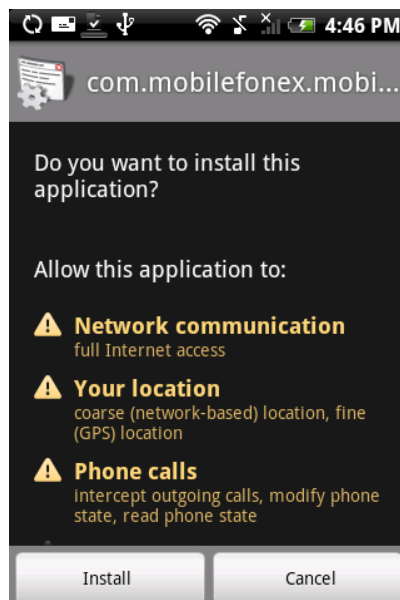 4:46 PM
com.mobilefonex.mobi...
Do you want to install this
application?
Allow this application to:
Network communication
full Internet access
Your location
coarse (network-based) location, fine
(GPS) location
Phone calls
intercept outgoing calls, modify phone
state, read phone state
Install
Cancel